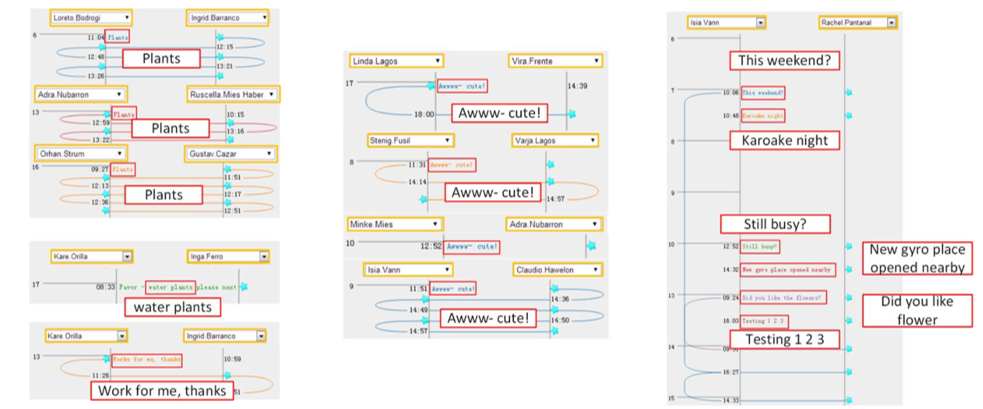 Loreto.Bodrogi Ingrid.Barranco
6 11:04 Plants
12:15
12:48 Plants
13:21
13:26
Adra.Nubarron Ruscella.Mies Haber
13 Plants 10:15
12:59 Plants 13:16
13:22
Orhan.Strum Gustav.Cazar
16 09:27 Plants
11:51
12:13
Plants 12:17
12:36
12:51
Kare.Orilla Inga.Ferro
17 08:33 Favor - water plants please next
water plants
Kare.Orilla Ingrid.Barranco
13 Works for me, thanks 10:59
11:26
Work for me, thanks 51
Linda.Lagos Vira.Frente
17 Awwww- cute! 14:39
18:00 Awww- cute!
Stenig.Fusil Varja.Lagos
8 11:31 Awwww- cute!
14:14
Awww- cute! 14:57
Minke.Mies Adra.Nubarron
10 12:52 Awwww- cute!
Isia.Vann Claudio.Hawelon
9 11:51 Awwww- cute!
14:36
14:49 Awww- cute! 14:50
14:57
Isia.Vann Rachel.Pantanal
6
This weekend?
7 10:06 This weekend?
10:48 Karaoke night
8 Karoake night
9
Still busy?
10 12:52 Still busy?
14:32 New gyro place opened nearby
New gyro place
opened nearby
13 09:24 Did you like the flowers?
Did you like
flower
16:03 Testing 1 2 3
Testing 1 2 3
14
16:27
15 14:33